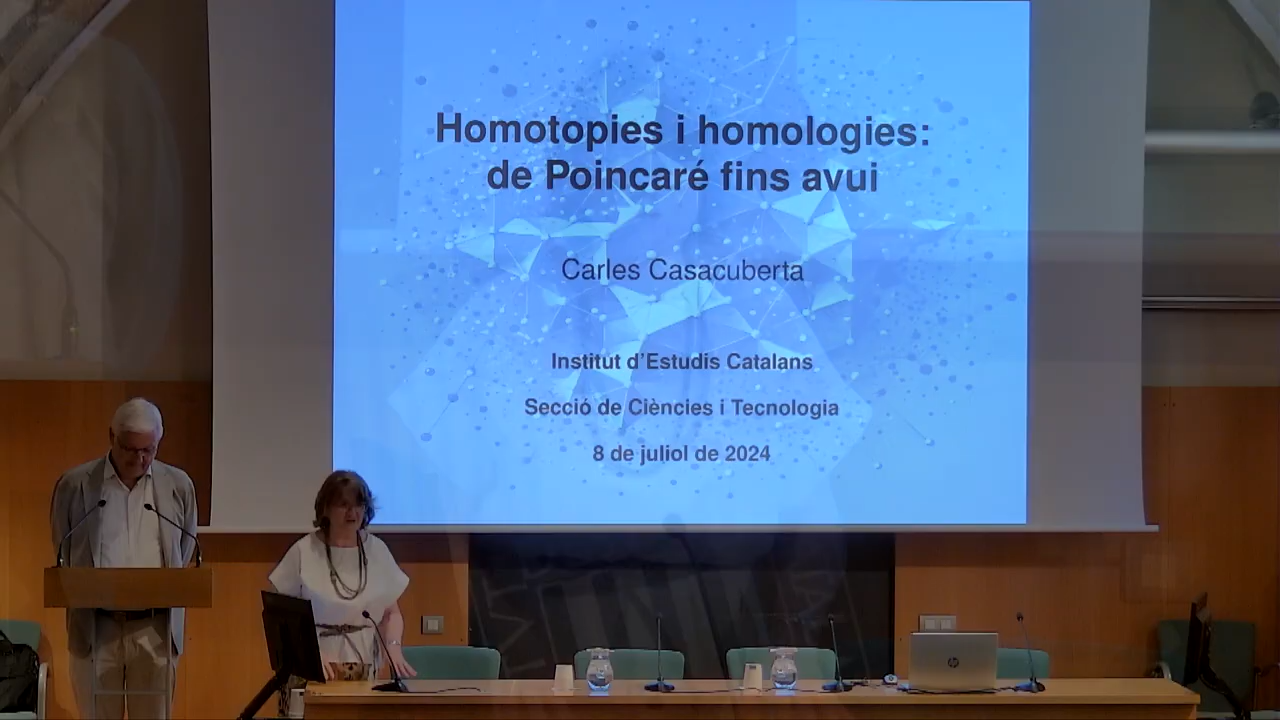 Homotopies i homologies:
de Poincaré fins avui
Carles Casacuberta
Institut d'Estudis Catalans
Secció de Ciències i Tecnologia
8 de juliol de 2024
hp